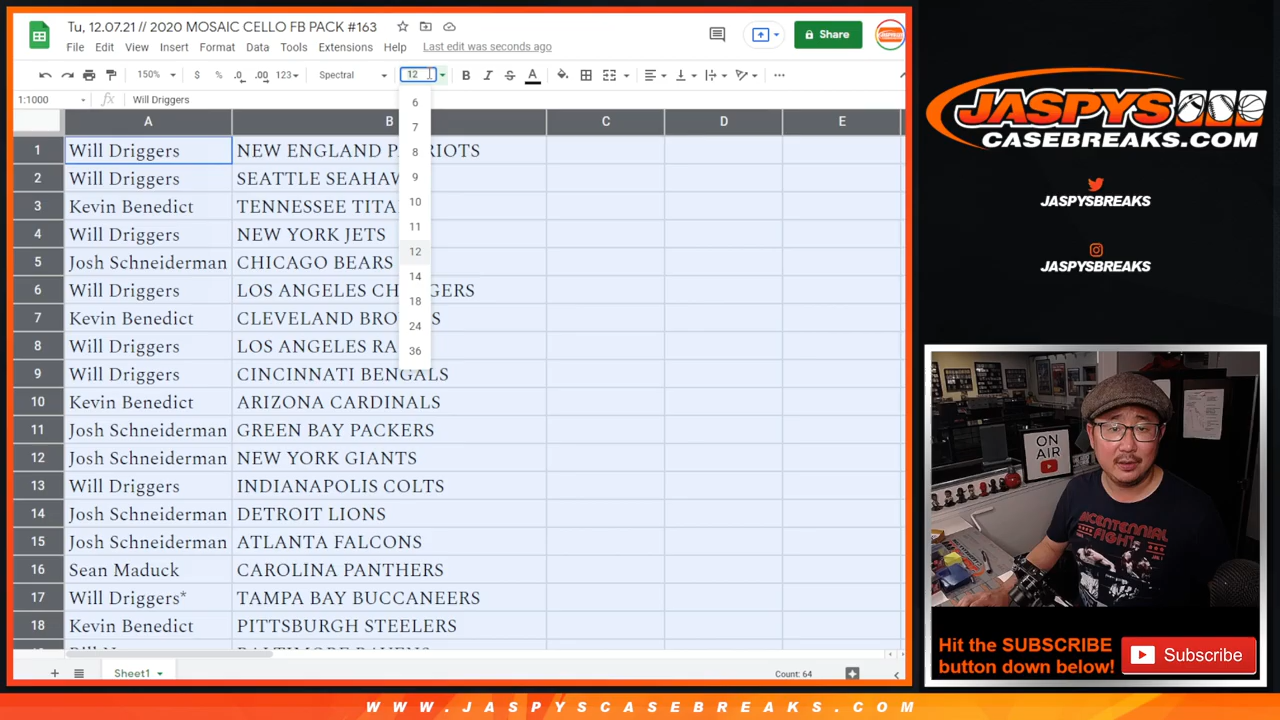 Tu, 12.07.21 // 2020 MOSAIC CELLO FB PACK #163
File Edit View Insert Format Data Tools Extensions Help Last edit was seconds ago
Share
150% $ % .0 .00 123 Spectral 12 B I S A
1:1000 fx Will Driggers
A B C D E
1 Will Driggers NEW ENGLAND P RIOTS
2 Will Driggers SEATTLE SEAHAW
3 Kevin Benedict TENNESSEE TITA
4 Will Driggers NEW YORK JETS
5 Josh Schneiderman CHICAGO BEARS
6 Will Driggers LOS ANGELES CH GERS
7 Kevin Benedict CLEVELAND BRO S
8 Will Driggers LOS ANGELES RA
9 Will Driggers CINCINNATI BENGALS
10 Kevin Benedict ARIZONA CARDINALS
11 Josh Schneiderman GREEN BAY PACKERS
12 Josh Schneiderman NEW YORK GIANTS
13 Will Driggers INDIANAPOLIS COLTS
14 Josh Schneiderman DETROIT LIONS
15 Josh Schneiderman ATLANTA FALCONS
16 Sean Maduck CAROLINA PANTHERS
17 Will Driggers* TAMPA BAY BUCCANEERS
18 Kevin Benedict PITTSBURGH STEELERS
6
7
8
9
10
11
12
14
18
24
36
Sheet1
Count: 64
JASPYS
CASEBREAKS.COM
JASPYSBREAKS
JASPYSBREAKS
ON
AIR
BICENTENNIAL
FIGHT
Hit the SUBSCRIBE
button down below!
Subscribe
WWW.JASPYSCASEBREAKS.COM